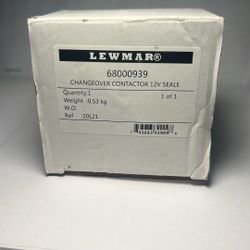 LEWMAR®
68000939
CHANGEOVER CONTACTOR 12V SEALE
Quantity:1
1 of 1
Weight :0.53 kg
W.O.
Ref :20L21